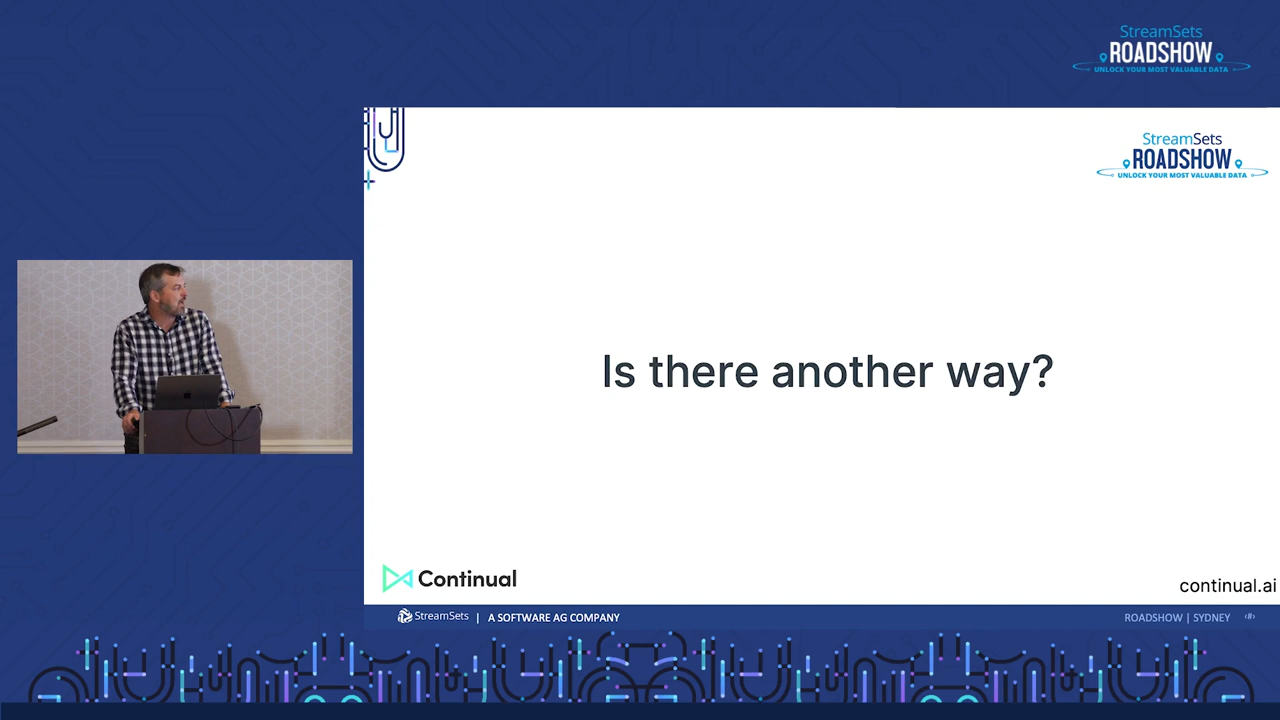 StreamSets
ROADSHOW
UNLOCK YOUR MOST VALUABLE DATA
StreamSets
ROADSHOW
UNLOCK YOUR MOST VALUABLE DATA
Is there another way?
Continual
continual.ai
StreamSets | A SOFTWARE AG COMPANY
ROADSHOW | SYDNEY ‹#›